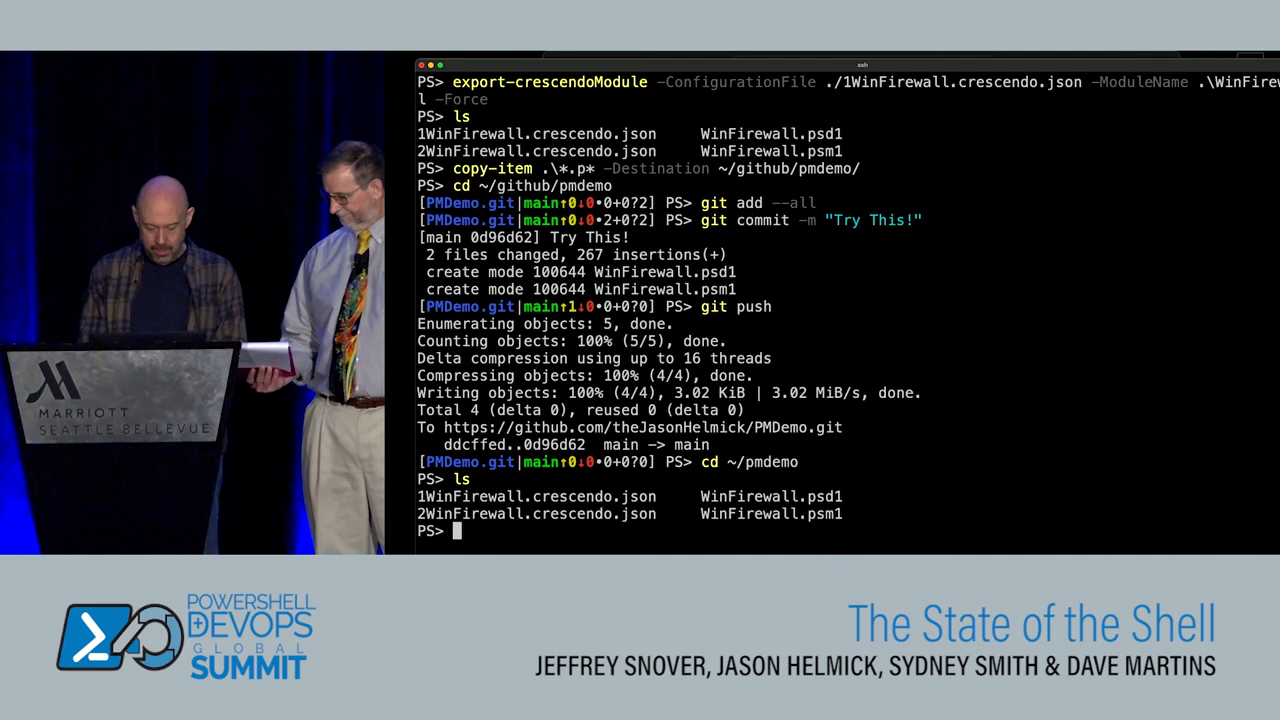 zsh
PS> export-crescendoModule -ConfigurationFile ./1WinFirewall.crescendo.json -ModuleName .\WinFirew
l -Force
PS> ls
1WinFirewall.crescendo.json WinFirewall.psd1
2WinFirewall.crescendo.json WinFirewall.psm1
PS> copy-item .\*.p* -Destination ~/github/pmdemo/
PS> cd ~/github/pmdemo
[PMDemo.git|main↑0↓0•0+0?2] PS> git add --all
[PMDemo.git|main↑0↓0•2+0?2] PS> git commit -m "Try This!"
[main 0d96d62] Try This!
2 files changed, 267 insertions(+)
create mode 100644 WinFirewall.psd1
create mode 100644 WinFirewall.psm1
[PMDemo.git|main↑1↓0•0+0?0] PS> git push
Enumerating objects: 5, done.
Counting objects: 100% (5/5), done.
Delta compression using up to 16 threads
Compressing objects: 100% (4/4), done.
Writing objects: 100% (4/4), 3.02 KiB | 3.02 MiB/s, done.
Total 4 (delta 0), reused 0 (delta 0)
To https://github.com/theJasonHelmick/PMDemo.git
ddcffed..0d96d62 main -> main
[PMDemo.git|main↑0↓0•0+0?0] PS> cd ~/pmdemo
PS> ls
1WinFirewall.crescendo.json WinFirewall.psd1
2WinFirewall.crescendo.json WinFirewall.psm1
PS>
MARRIOTT
SEATTLE BELLEVUE
POWERSHELL
+DEVOPS
GLOBAL
SUMMIT
The State of the Shell
JEFFREY SNOVER, JASON HELMICK, SYDNEY SMITH & DAVE MARTINS